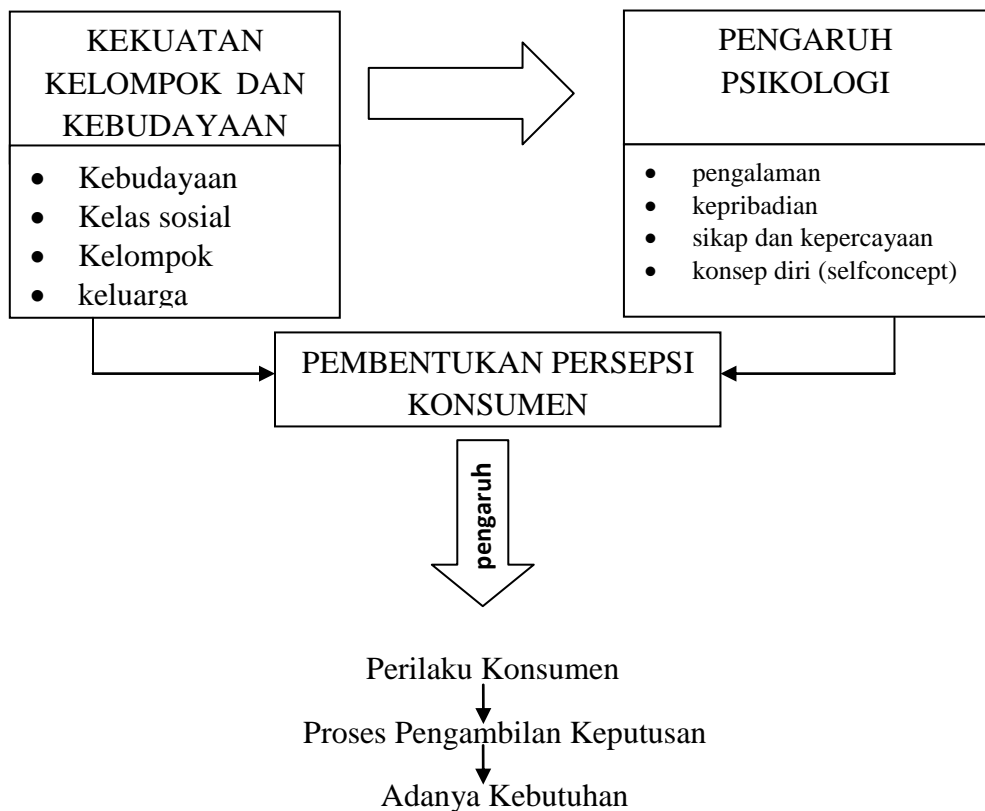 KEKUATAN
KELOMPOK DAN
KEBUDAYAAN
• Kebudayaan
• Kelas sosial
• Kelompok
• keluarga
PENGARUH
PSIKOLOGI
• pengalaman
• kepribadian
• sikap dan kepercayaan
• konsep diri (selfconcept)
PEMBENTUKAN PERSEPSI
KONSUMEN
pengaruh
Perilaku Konsumen
Proses Pengambilan Keputusan
Adanya Kebutuhan